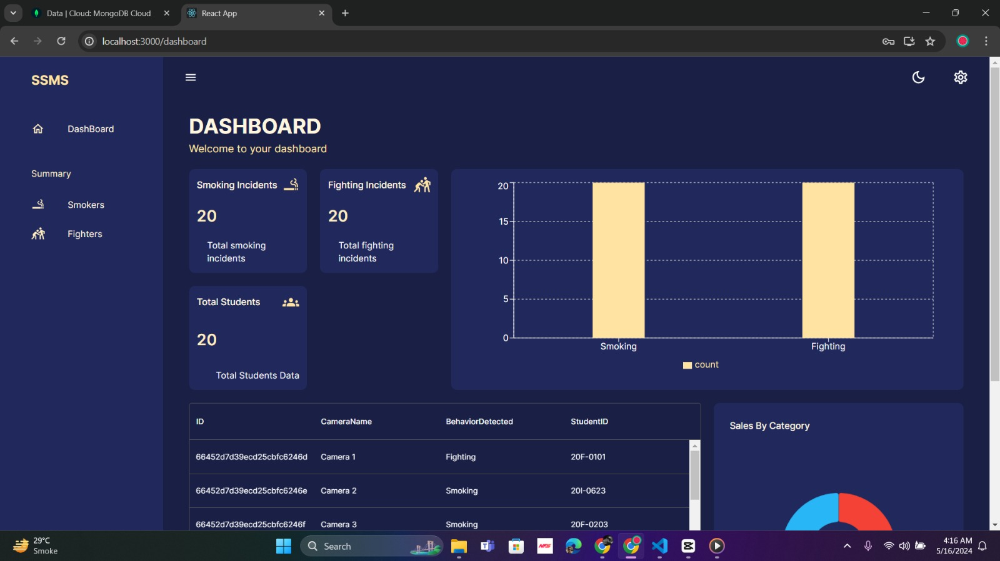 Data | Cloud: MongoDB Cloud
React App
localhost:3000/dashboard
SSMS
DashBoard
Summary
Smokers
Fighters
DASHBOARD
Welcome to your dashboard
Smoking Incidents
20
Total smoking
incidents
Fighting Incidents
20
Total fighting
incidents
Total Students
20
Total Students Data
20
15
10
5
0
Smoking
Fighting
count
ID CameraName BehaviorDetected StudentID
66452d7d39ecd25cbfc6246d Camera 1 Fighting 20F-0101
66452d7d39ecd25cbfc6246e Camera 2 Smoking 20I-0623
66452d7d39ecd25cbfc6246f Camera 3 Smoking 20F-0203
Sales By Category
29°C
Smoke
Search
NFS
4:16 AM
5/16/2024